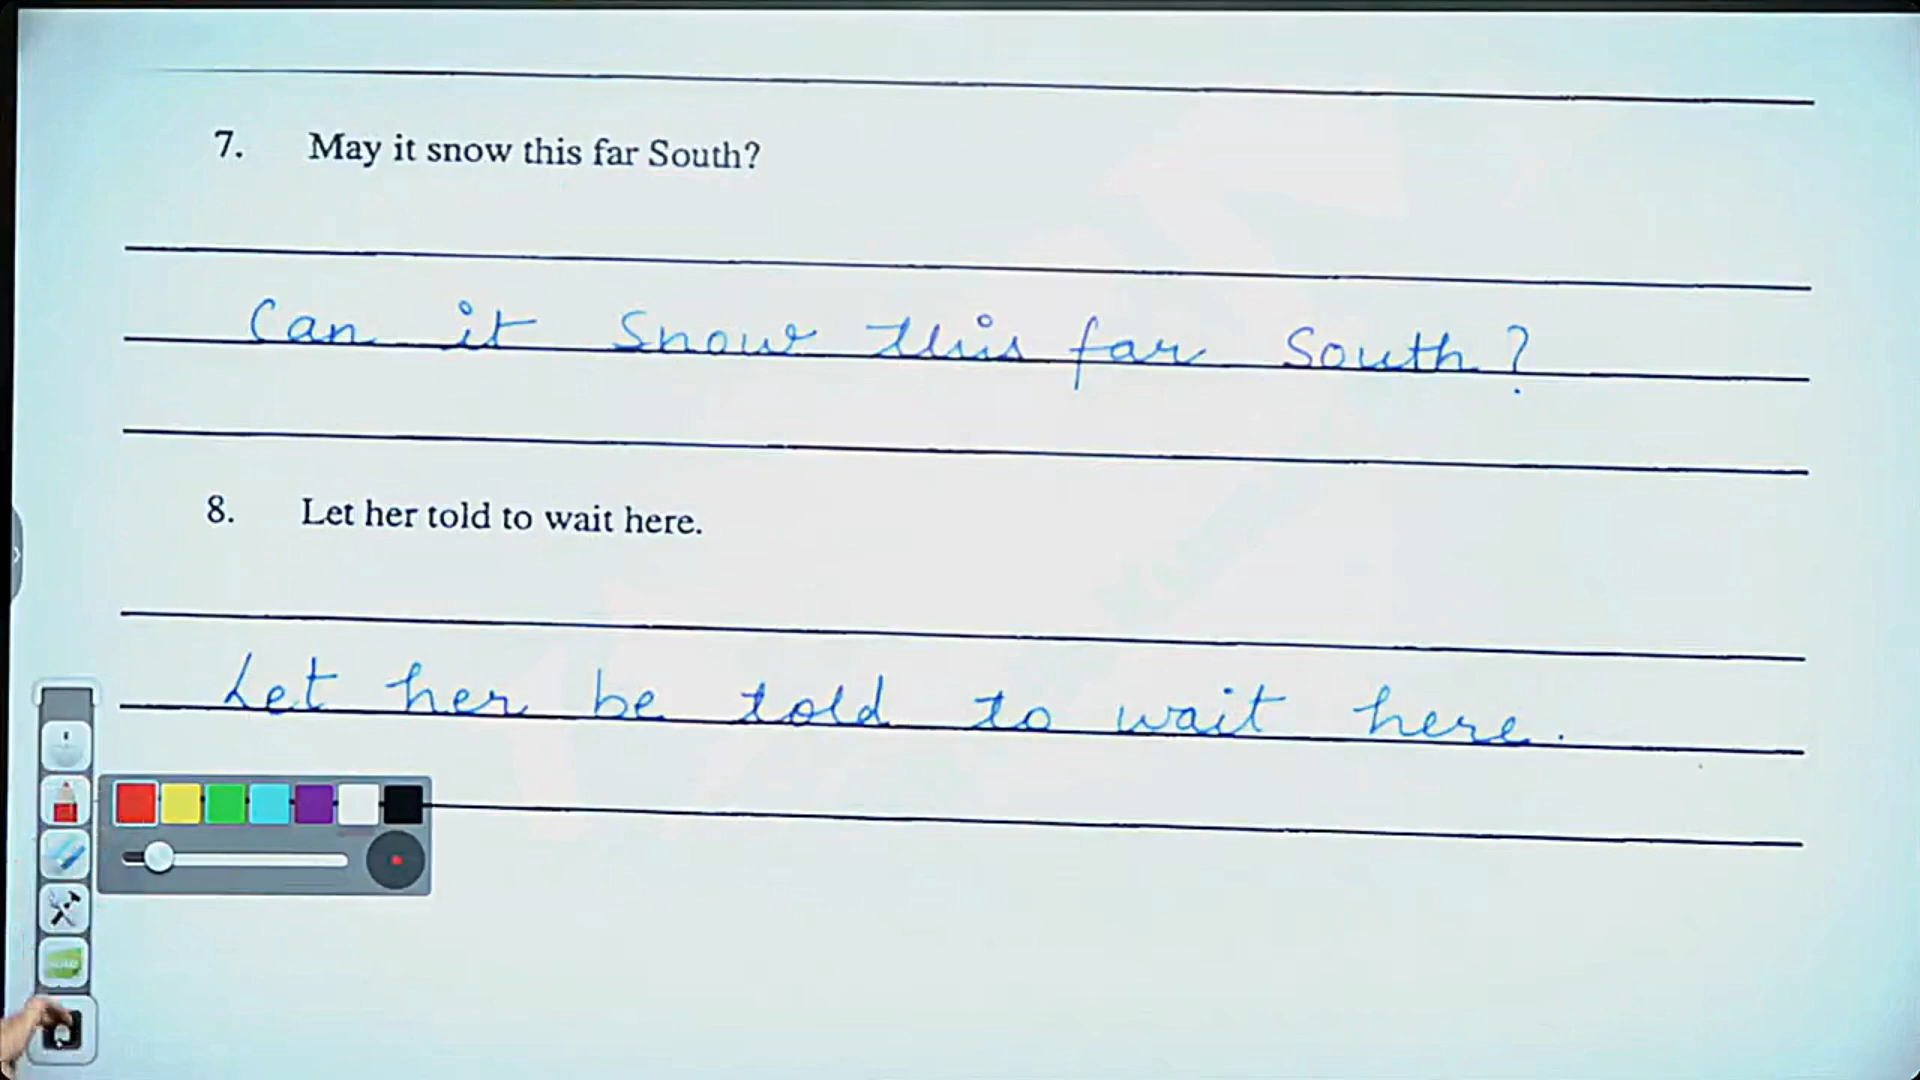 7. May it snow this far South?
Can it snow this far South?
8. Let her told to wait here.
Let her be told to wait here.